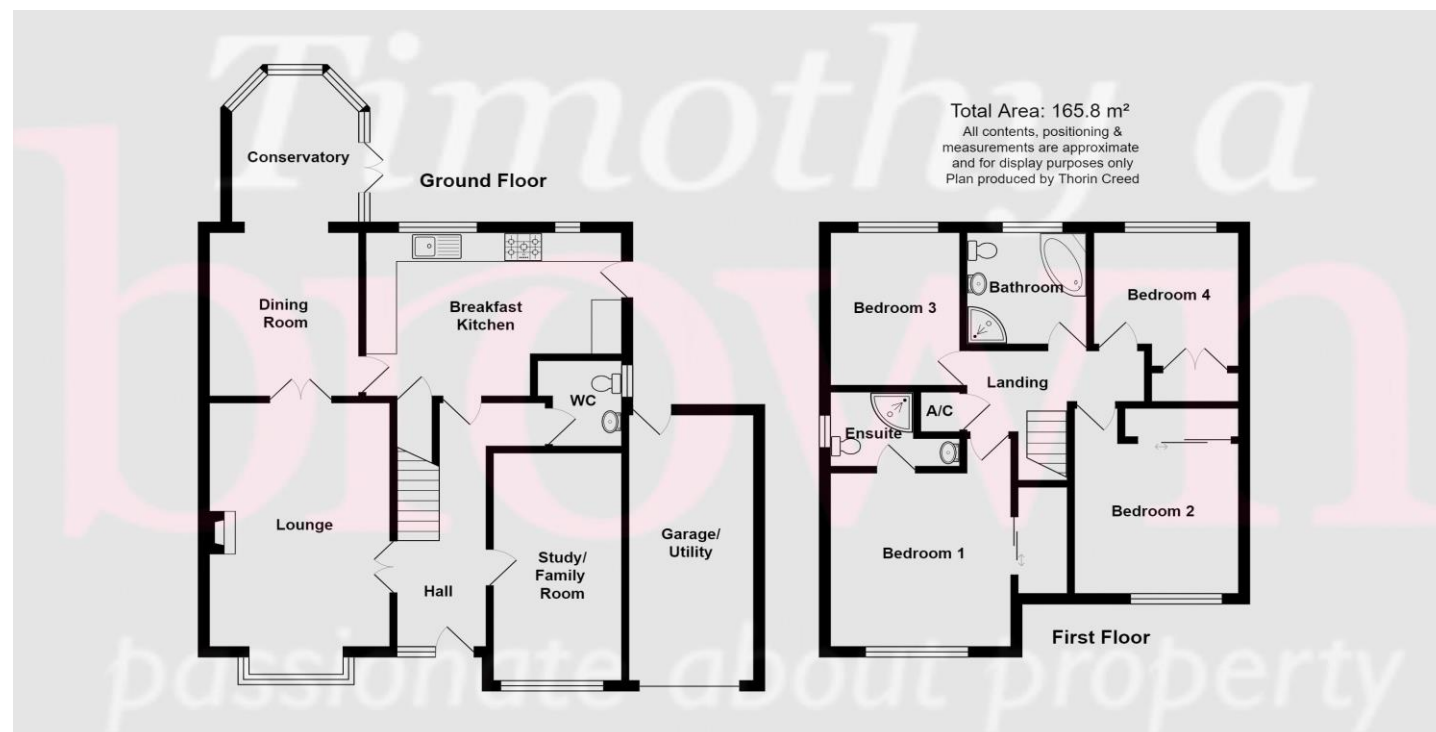 Timothy a
brown
passionate about property
Total Area: 165.8 m²
All contents, positioning &
measurements are approximate
and for display purposes only
Plan produced by Thorin Creed
Ground Floor
Conservatory
Dining
Room
Breakfast
Kitchen
WC
Lounge
Hall
Study/
Family
Room
Garage/
Utility
First Floor
Bedroom 3
Bathroom
Bedroom 4
Landing
A/C
Ensuite
Bedroom 1
Bedroom 2